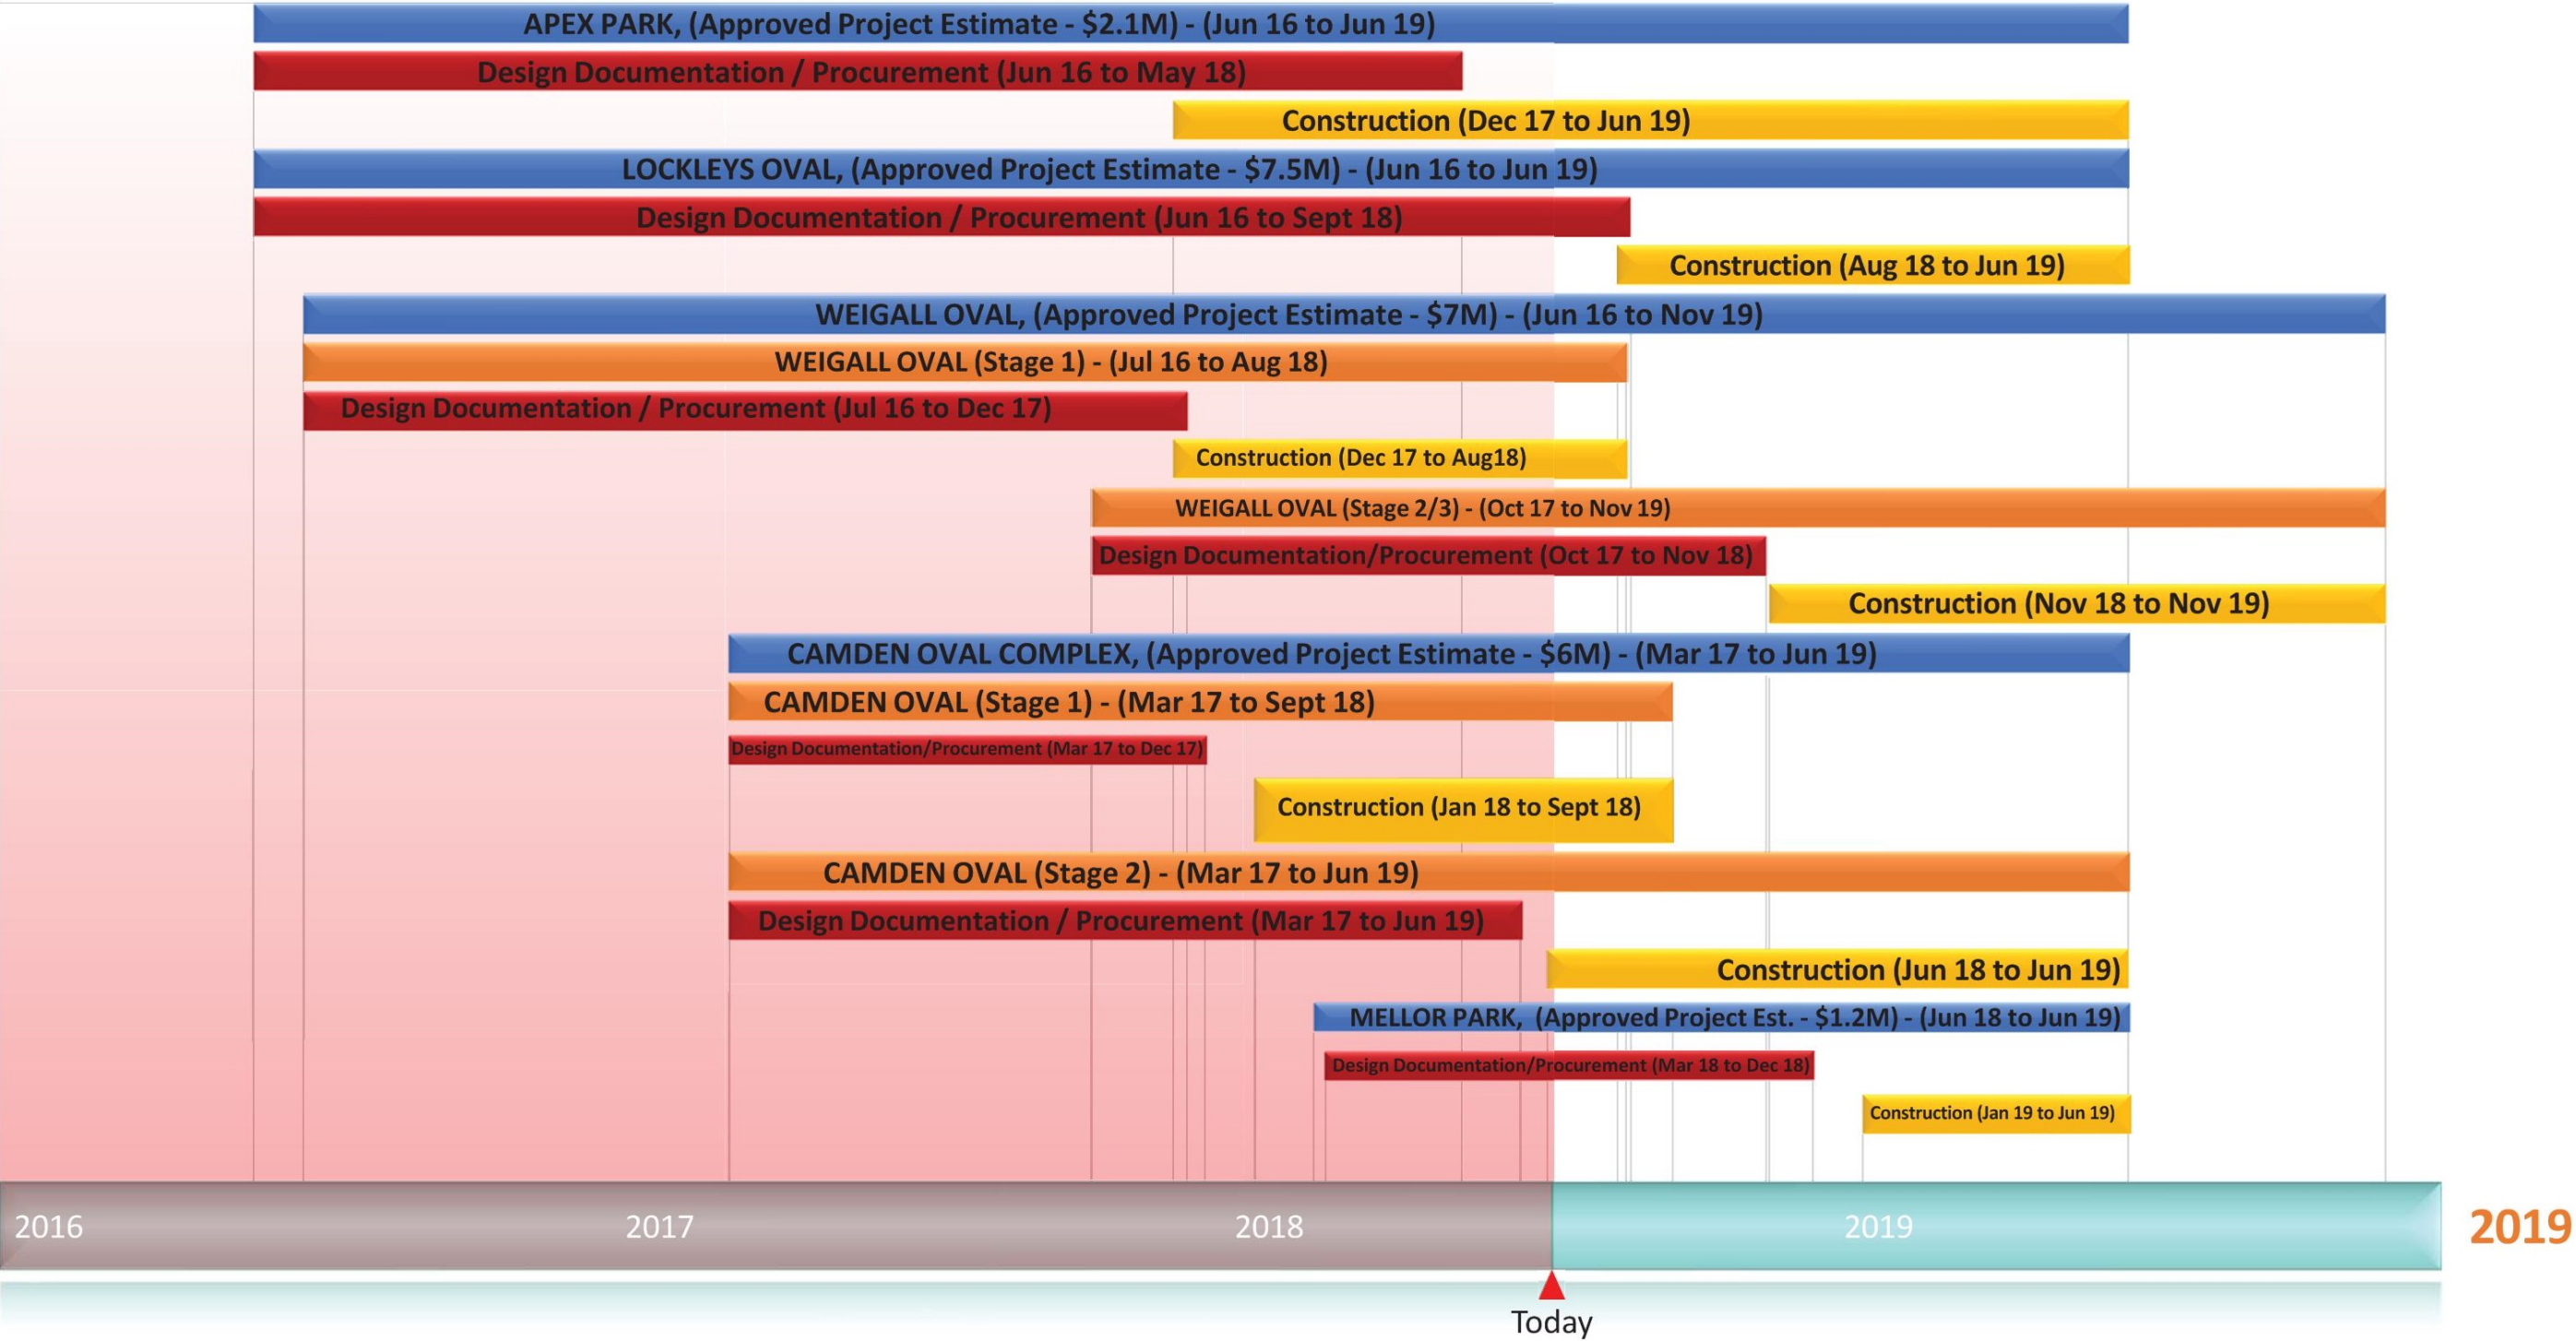 APEX PARK, (Approved Project Estimate - $2.1M) - (Jun 16 to Jun 19)
Design Documentation / Procurement (Jun 16 to May 18)
Construction (Dec 17 to Jun 19)
LOCKLEYS OVAL, (Approved Project Estimate - $7.5M) - (Jun 16 to Jun 19)
Design Documentation / Procurement (Jun 16 to Sept 18)
Construction (Aug 18 to Jun 19)
WEIGALL OVAL, (Approved Project Estimate - $7M) - (Jun 16 to Nov 19)
WEIGALL OVAL (Stage 1) - (Jul 16 to Aug 18)
Design Documentation / Procurement (Jul 16 to Dec 17)
Construction (Dec 17 to Aug18)
WEIGALL OVAL (Stage 2/3) - (Oct 17 to Nov 19)
Design Documentation/Procurement (Oct 17 to Nov 18)
Construction (Nov 18 to Nov 19)
CAMDEN OVAL COMPLEX, (Approved Project Estimate - $6M) - (Mar 17 to Jun 19)
CAMDEN OVAL (Stage 1) - (Mar 17 to Sept 18)
Design Documentation/Procurement (Mar 17 to Dec 17)
Construction (Jan 18 to Sept 18)
CAMDEN OVAL (Stage 2) - (Mar 17 to Jun 19)
Design Documentation / Procurement (Mar 17 to Jun 19)
Construction (Jun 18 to Jun 19)
MELLOR PARK, (Approved Project Est. - $1.2M) - (Jun 18 to Jun 19)
Design Documentation/Procurement (Mar 18 to Dec 18)
Construction (Jan 19 to Jun 19)
2016 2017 2018 2019 2019
Today